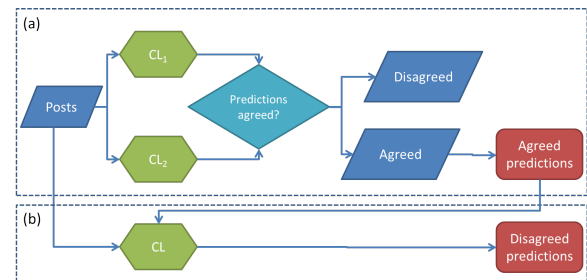 (a)
CL₁
Posts
Predictions
agreed?
Disagreed
CL₂
Agreed
Agreed
predictions
(b)
CL
Disagreed
predictions